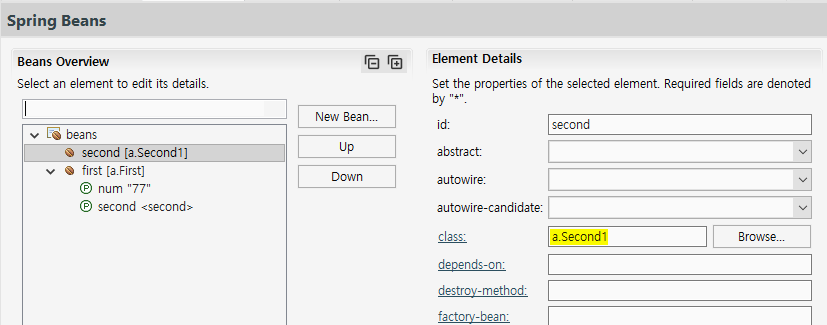 Spring Beans
Beans Overview
Select an element to edit its details.
New Bean...
Up
Down
beans
second [a.Second1]
first [a.First]
num "77"
second <second>
Element Details
Set the properties of the selected element. Required fields are denoted
by "*".
id: second
abstract:
autowire:
autowire-candidate:
class: a.Second1 Browse...
depends-on:
destroy-method:
factory-bean: